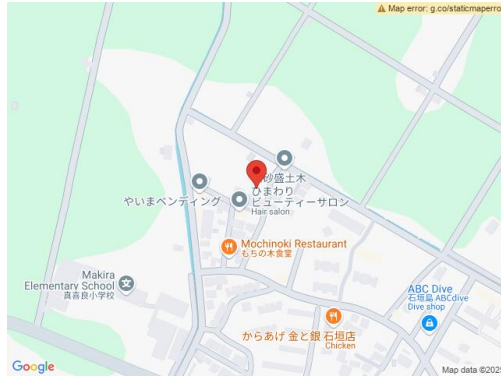 Map error: g.co/staticmaperro
砂盛土木
ひまわり
ビューティーサロン
Hair salon
やいまベンディング
Mochinoki Restaurant
もちの木食堂
Makira
Elementary School
真喜良小学校
ABC Dive
石垣島 ABCdive
Dive shop
からあげ 金と銀 石垣店
Chicken
Google
Map data ©2025